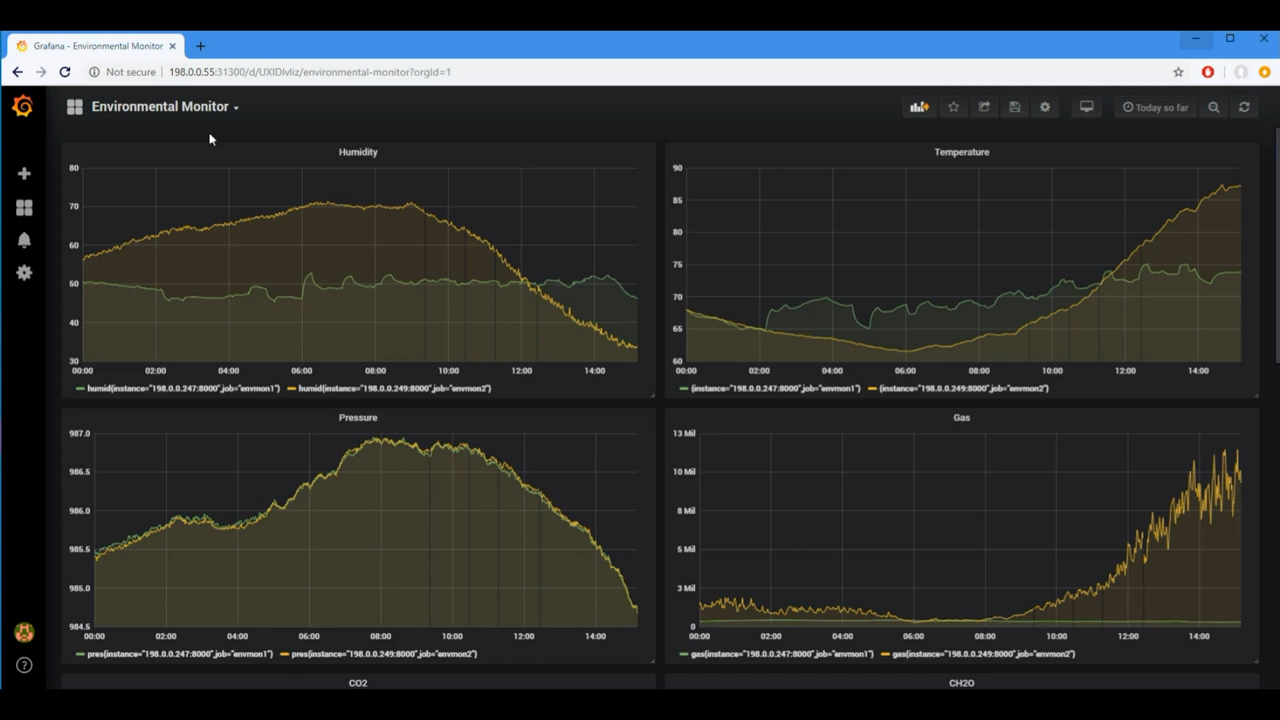 Grafana - Environmental Monitor
Not secure 198.0.0.55:31300/d/UXIDIvIiz/environmental-monitor?orgId=1
Environmental Monitor
Today so far
Humidity
80
70
60
50
40
30
00:00 02:00 04:00 06:00 08:00 10:00 12:00 14:00
humid{instance="198.0.0.247:8000",job="envmon1"} humid{instance="198.0.0.249:8000",job="envmon2"}
Temperature
90
85
80
75
70
65
60
00:00 02:00 04:00 06:00 08:00 10:00 12:00 14:00
{instance="198.0.0.247:8000",job="envmon1"} {instance="198.0.0.249:8000",job="envmon2"}
Pressure
987.0
986.5
986.0
985.5
985.0
984.5
00:00 02:00 04:00 06:00 08:00 10:00 12:00 14:00
pres{instance="198.0.0.247:8000",job="envmon1"} pres{instance="198.0.0.249:8000",job="envmon2"}
Gas
13 Mil
10 Mil
8 Mil
5 Mil
3 Mil
0
00:00 02:00 04:00 06:00 08:00 10:00 12:00 14:00
gas{instance="198.0.0.247:8000",job="envmon1"} gas{instance="198.0.0.249:8000",job="envmon2"}
CO2
CH2O